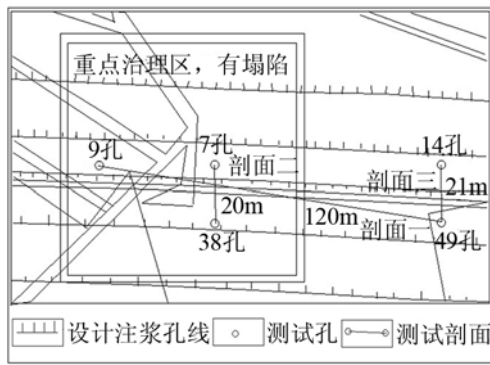 重点治理区，有塌陷
9孔 7孔 14孔
剖面二 剖面三
20m 120m 21m
剖面一
38孔 49孔
设计注浆孔线 测试孔 测试剖面